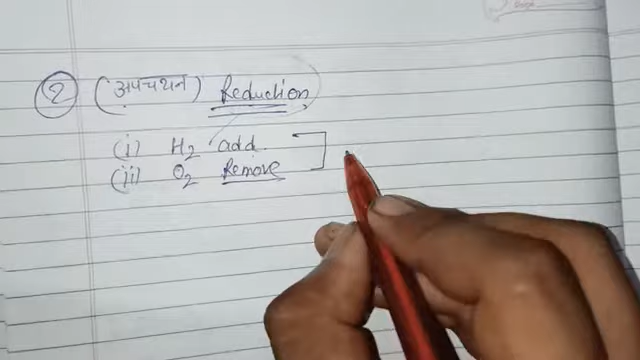 ② (अपचयन) Reduction
(i) H₂ add.
(ii) O₂ Remove